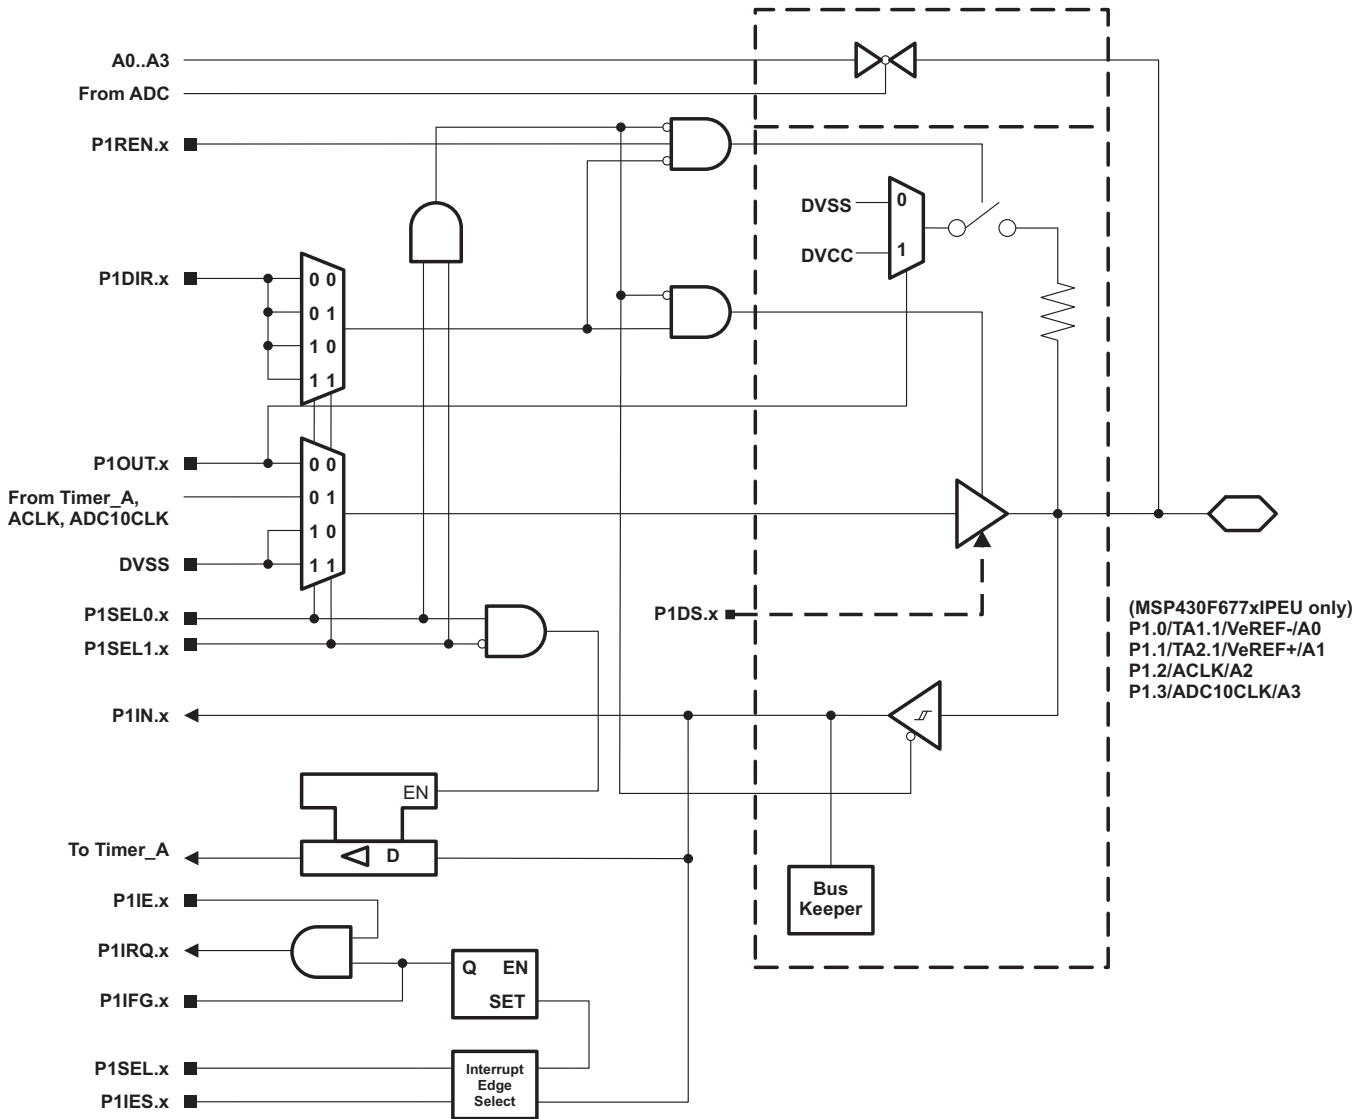 A0..A3
From ADC
P1REN.x
DVSS
0
DVCC
1
P1DIR.x
0 0
0 1
1 0
1 1
P1OUT.x
0 0
From Timer_A,
ACLK, ADC10CLK
0 1
1 0
DVSS
1 1
P1SEL0.x
P1DS.x
P1SEL1.x
(MSP430F677xIPEU only)
P1.0/TA1.1/VeREF-/A0
P1.1/TA2.1/VeREF+/A1
P1.2/ACLK/A2
P1.3/ADC10CLK/A3
P1IN.x
EN
To Timer_A
D
Bus
Keeper
P1IE.x
P1IRQ.x
Q EN
SET
P1IFG.x
P1SEL.x
Interrupt
Edge
Select
P1IES.x